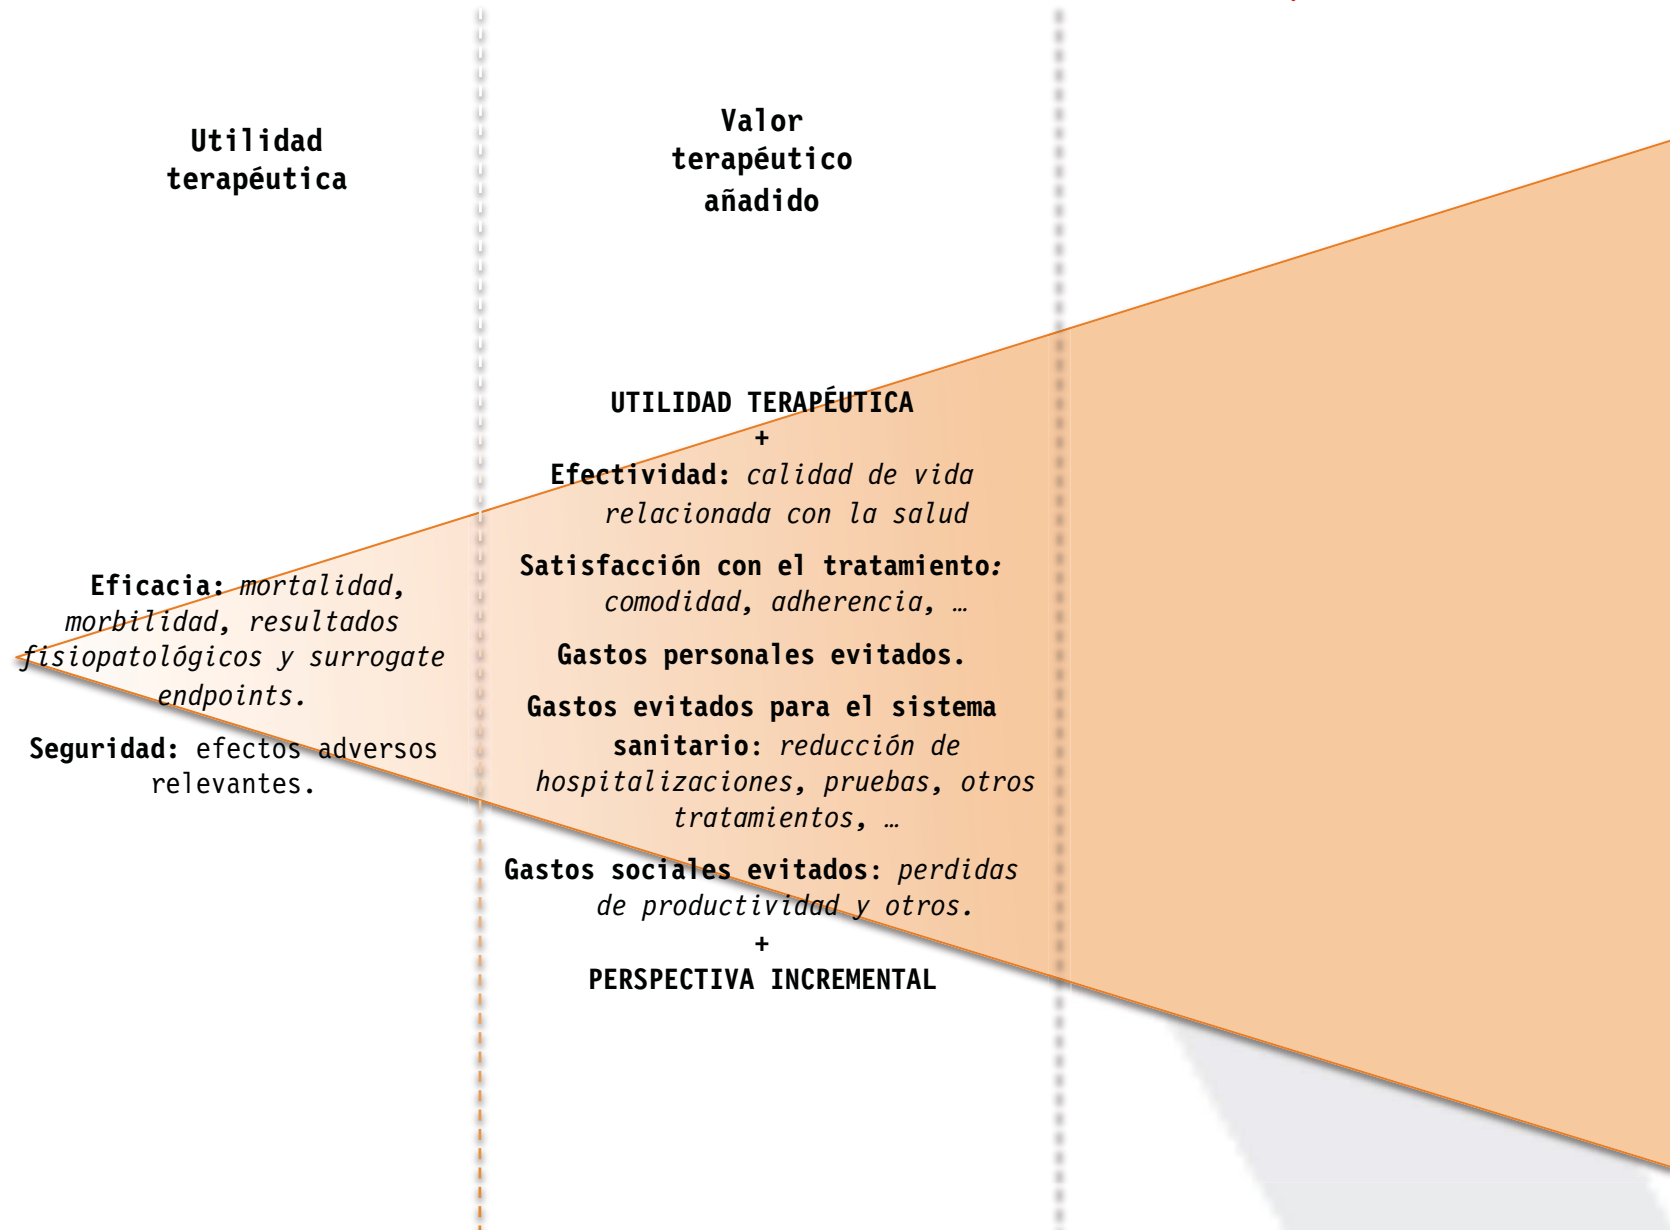 Utilidad
terapéutica
Valor
terapéutico
añadido
Eficacia: mortalidad,
morbilidad, resultados
fisiopatológicos y surrogate
endpoints.
Seguridad: efectos adversos
relevantes.
UTILIDAD TERAPÉUTICA
+
Efectividad: calidad de vida
relacionada con la salud
Satisfacción con el tratamiento:
comodidad, adherencia, …
Gastos personales evitados.
Gastos evitados para el sistema
sanitario: reducción de
hospitalizaciones, pruebas, otros
tratamientos, …
Gastos sociales evitados: perdidas
de productividad y otros.
+
PERSPECTIVA INCREMENTAL